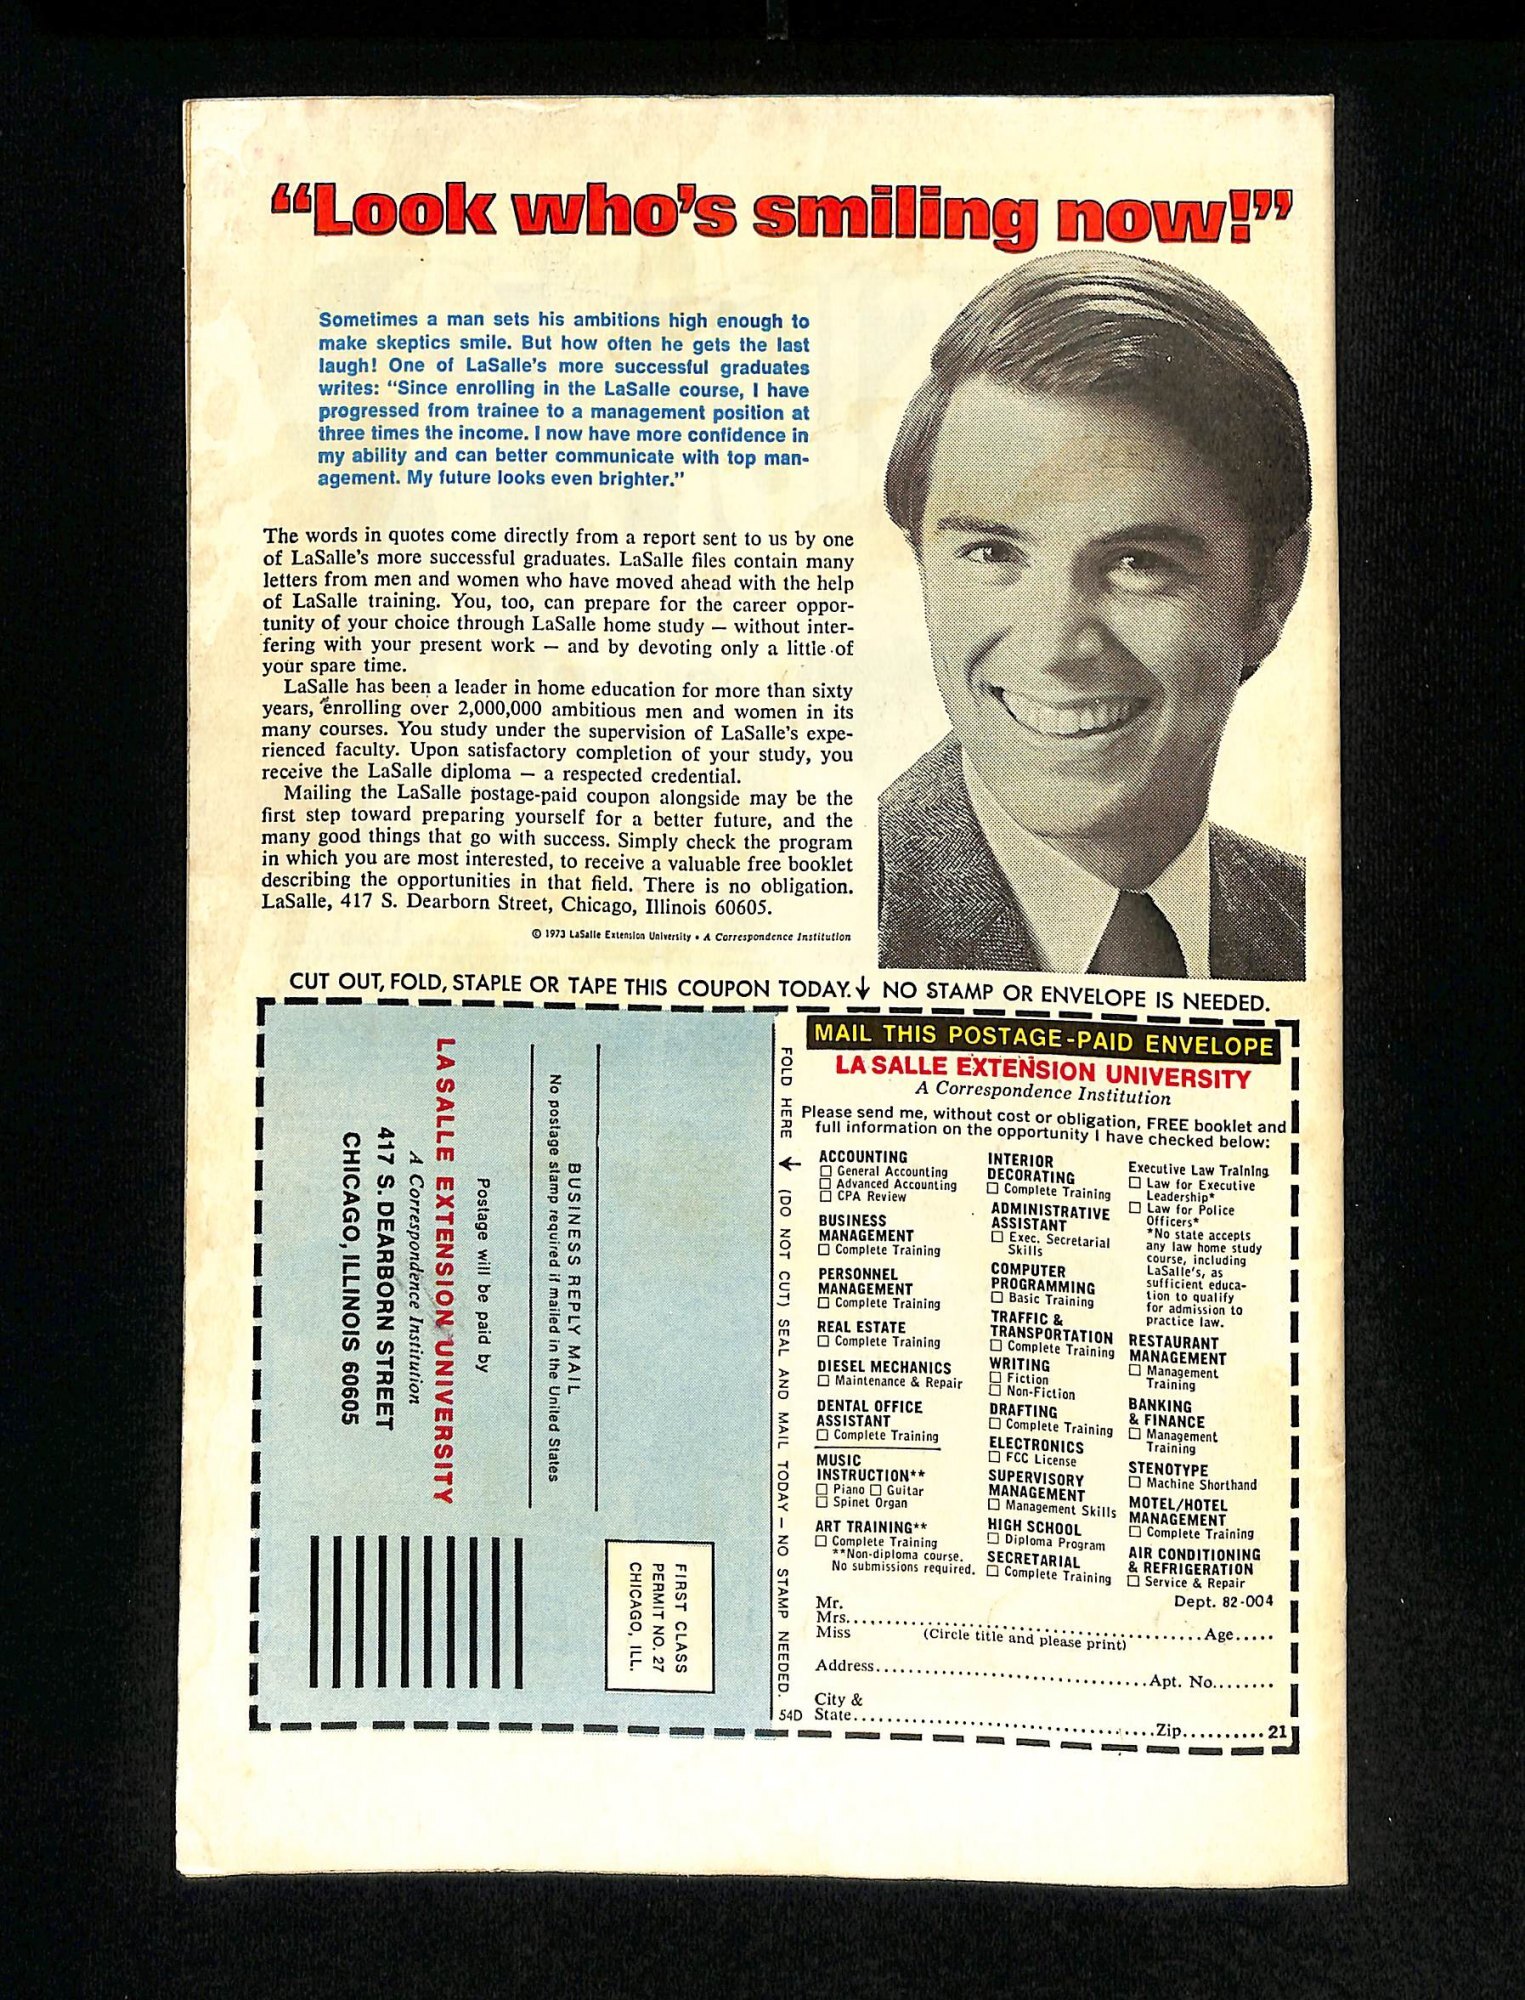 “Look who’s smiling now!”
Sometimes a man sets his ambitions high enough to
make skeptics smile. But how often he gets the last
laugh! One of LaSalle’s more successful graduates
writes: “Since enrolling in the LaSalle course, I have
progressed from trainee to a management position at
three times the income. I now have more confidence in
my ability and can better communicate with top man-
agement. My future looks even brighter.”
The words in quotes come directly from a report sent to us by one
of LaSalle’s more successful graduates. LaSalle files contain many
letters from men and women who have moved ahead with the help
of LaSalle training. You, too, can prepare for the career oppor-
tunity of your choice through LaSalle home study — without inter-
fering with your present work — and by devoting only a little of
your spare time.
LaSalle has been a leader in home education for more than sixty
years, enrolling over 2,000,000 ambitious men and women in its
many courses. You study under the supervision of LaSalle’s expe-
rienced faculty. Upon satisfactory completion of your study, you
receive the LaSalle diploma — a respected credential.
Mailing the LaSalle postage-paid coupon alongside may be the
first step toward preparing yourself for a better future, and the
many good things that go with success. Simply check the program
in which you are most interested, to receive a valuable free booklet
describing the opportunities in that field. There is no obligation.
LaSalle, 417 S. Dearborn Street, Chicago, Illinois 60605.
© 1973 LaSalle Extension University • A Correspondence Institution
CUT OUT, FOLD, STAPLE OR TAPE THIS COUPON TODAY. ↓ NO STAMP OR ENVELOPE IS NEEDED.
FIRST CLASS
PERMIT NO. 27
CHICAGO, ILL.
BUSINESS REPLY MAIL
No postage stamp required if mailed in the United States
Postage will be paid by
LA SALLE EXTENSION UNIVERSITY
A Correspondence Institution
417 S. DEARBORN STREET
CHICAGO, ILLINOIS 60605
FOLD HERE → (DO NOT CUT) SEAL AND MAIL TODAY — NO STAMP NEEDED. 54D
MAIL THIS POSTAGE-PAID ENVELOPE
LA SALLE EXTENSION UNIVERSITY
A Correspondence Institution
Please send me, without cost or obligation, FREE booklet and
full information on the opportunity I have checked below:
ACCOUNTING
☐ General Accounting
☐ Advanced Accounting
☐ CPA Review
BUSINESS
MANAGEMENT
☐ Complete Training
PERSONNEL
MANAGEMENT
☐ Complete Training
REAL ESTATE
☐ Complete Training
DIESEL MECHANICS
☐ Maintenance & Repair
DENTAL OFFICE
ASSISTANT
☐ Complete Training
MUSIC
INSTRUCTION**
☐ Piano ☐ Guitar
☐ Spinet Organ
ART TRAINING**
☐ Complete Training
**Non-diploma course.
No submissions required.
INTERIOR
DECORATING
☐ Complete Training
ADMINISTRATIVE
ASSISTANT
☐ Exec. Secretarial
Skills
COMPUTER
PROGRAMMING
☐ Basic Training
TRAFFIC &
TRANSPORTATION
☐ Complete Training
WRITING
☐ Fiction
☐ Non-Fiction
DRAFTING
☐ Complete Training
ELECTRONICS
☐ FCC License
SUPERVISORY
MANAGEMENT
☐ Management Skills
HIGH SCHOOL
☐ Diploma Program
SECRETARIAL
☐ Complete Training
Executive Law Training
☐ Law for Executive
Leadership*
☐ Law for Police
Officers*
*No state accepts
any law home study
course, including
LaSalle’s, as
sufficient educa-
tion to qualify
for admission to
practice law.
RESTAURANT
MANAGEMENT
☐ Management
Training
BANKING
& FINANCE
☐ Management
Training
STENOTYPE
☐ Machine Shorthand
MOTEL/HOTEL
MANAGEMENT
☐ Complete Training
AIR CONDITIONING
& REFRIGERATION
☐ Service & Repair
Dept. 82-004
Mr.
Mrs. ........ Age.....
Miss (Circle title and please print)
Address........ Apt. No........
City &
State........ Zip.......... 21